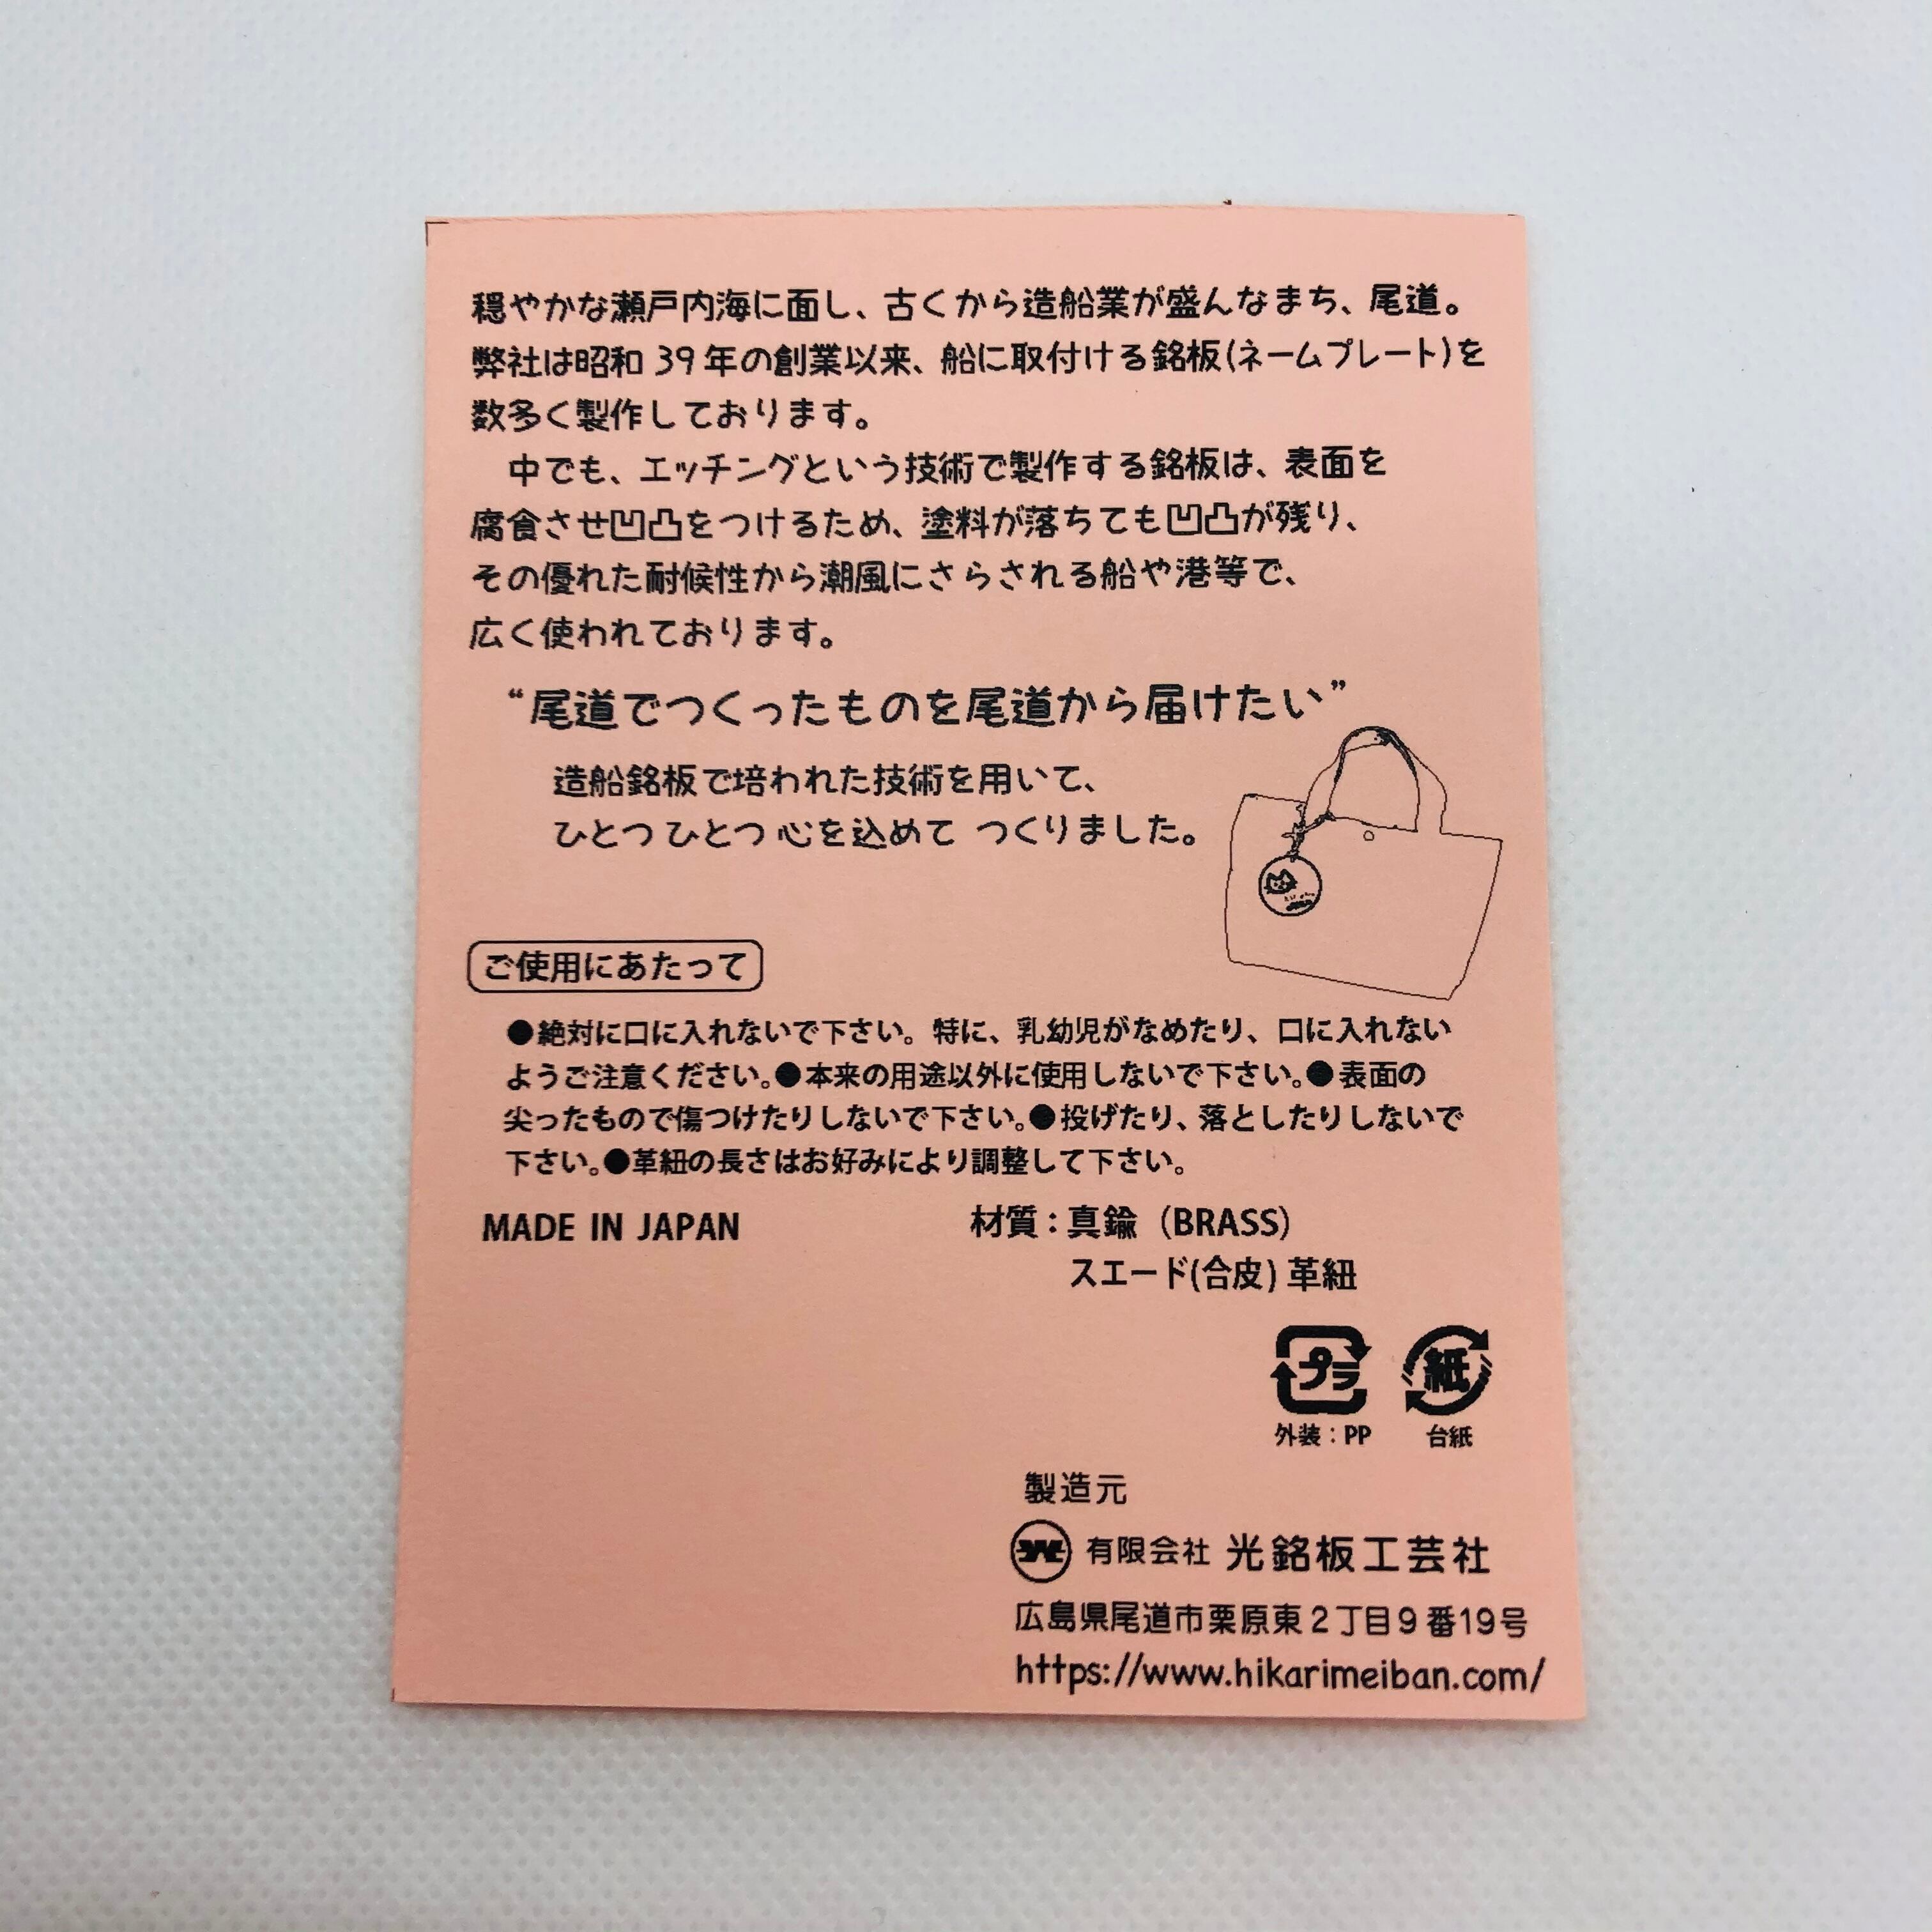 穏やかな瀬戸内海に面し、古くから造船業が盛んなまち、尾道。
弊社は昭和 39 年の創業以来、船に取付ける銘板(ネームプレート)を
数多く製作しております。
中でも、エッチングという技術で製作する銘板は、表面を
腐食させ凹凸をつけるため、塗料が落ちても凹凸が残り、
その優れた耐候性から潮風にさらされる船や港等で、
広く使われております。
“尾道でつくったものを尾道から届けたい”
造船銘板で培われた技術を用いて、
ひとつ ひとつ 心を込めて つくりました。
ご使用にあたって
●絶対に口に入れないで下さい。特に、乳幼児がなめたり、口に入れない
ようご注意ください。●本来の用途以外に使用しないで下さい。●表面の
尖ったもので傷つけたりしないで下さい。●投げたり、落としたりしないで
下さい。●革紐の長さはお好みにより調整して下さい。
MADE IN JAPAN
材質：真鍮（BRASS）
スエード(合皮) 革紐
プラ 紙
外装：PP 台紙
製造元
有限会社 光銘板工芸社
広島県尾道市栗原東２丁目９番19号
https://www.hikarimeiban.com/